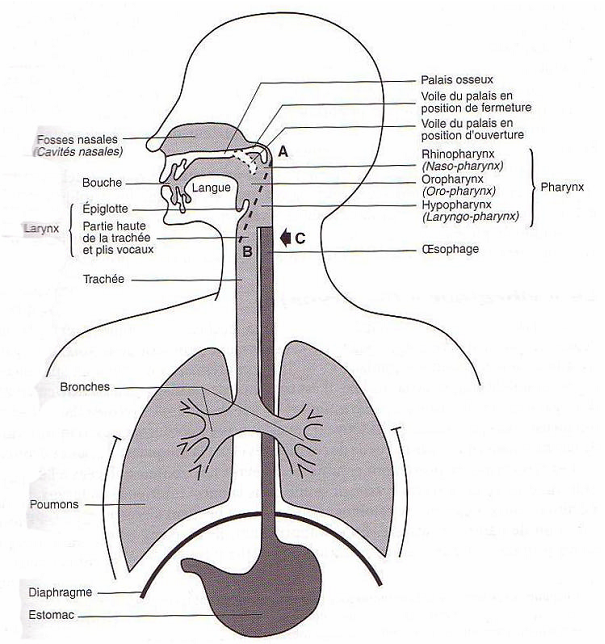 Palais osseux
Voile du palais en
position de fermeture
Voile du palais en
position d'ouverture
Fosses nasales
(Cavités nasales)
A
Rhinopharynx
(Naso-pharynx)
Oropharynx
(Oro-pharynx)
Hypopharynx
(Laryngo-pharynx)
Pharynx
Bouche
Langue
Larynx
Épiglotte
Partie haute
de la trachée
et plis vocaux
B
C
Œsophage
Trachée
Bronches
Poumons
Diaphragme
Estomac